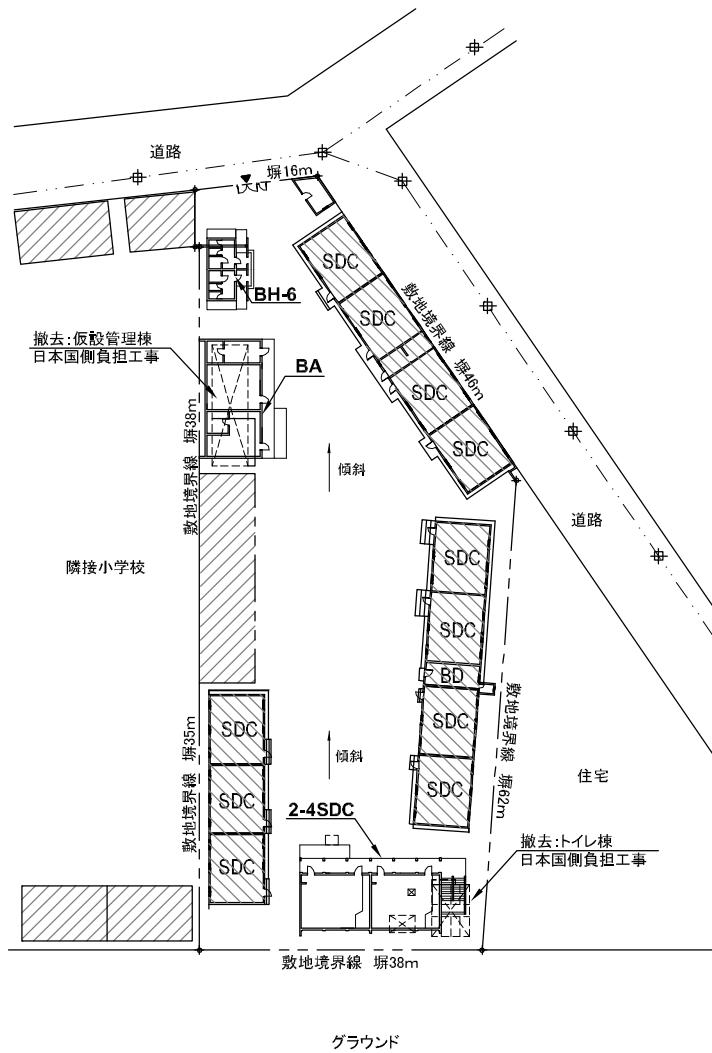 道路
塀16m
SDC
BH-6
SDC
敷地境界線 塀46m
撤去:仮設管理棟
日本国側負担工事
BA
SDC
敷地境界線 塀38m
SDC
傾斜
道路
隣接小学校
SDC
SDC
BD
敷地境界線 塀62m
SDC
SDC
SDC
敷地境界線 塀35m
傾斜
住宅
SDC
2-4SDC
撤去:トイレ棟
日本国側負担工事
SDC
敷地境界線 塀38m
グラウンド